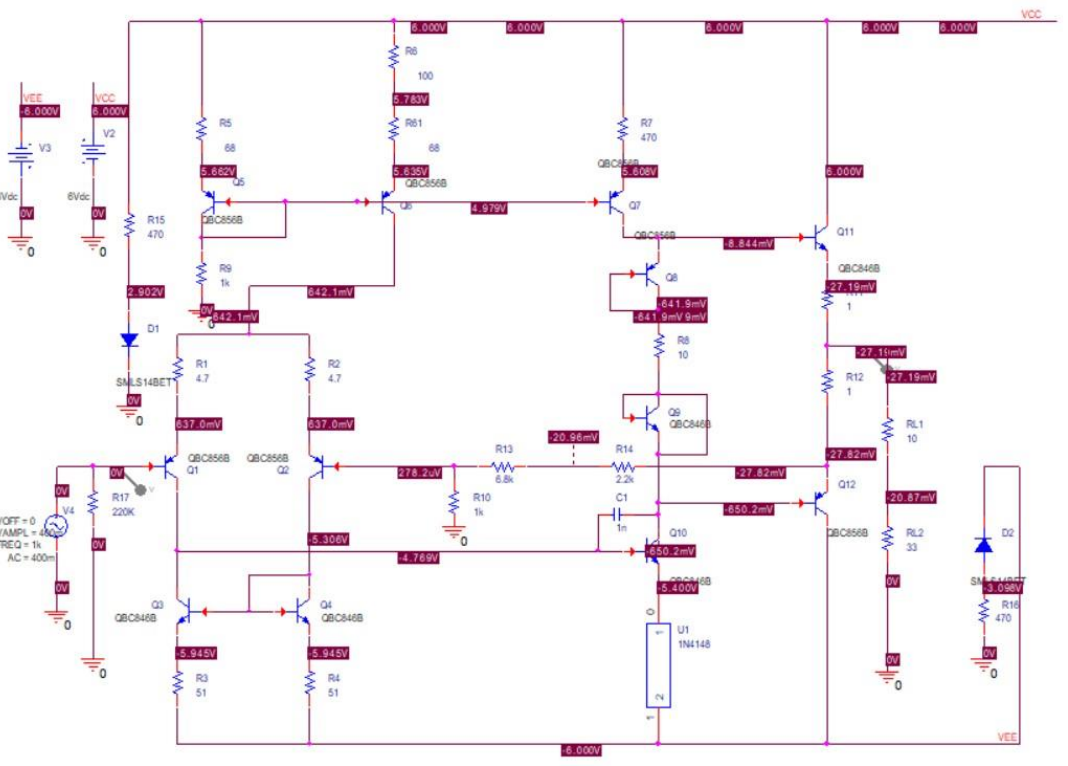 VCC
6.000V 6.000V 6.000V 6.000V 6.000V
R6
100
VEE
-6.000V
VCC
6.000V
5.783V
V3
V2
R5
68
R61
68
R7
470
6Vdc
0V
0V
0
0
R15
470
5.662V
5.635V
5.608V
6.000V
Q5
QBC856B
QBC856B
Q6
QBC856B
Q7
4.979V
QBC856B
-8.844mV
Q11
QBC846B
R9
1k
0V
0
Q8
-27.19mV
1
2.902V
642.1mV
642.1mV
-641.9mV
D1
SMLS14BET
0V
0
R1
4.7
R2
4.7
R8
10
-27.19mV
-27.19mV
R12
1
637.0mV
637.0mV
Q9
QBC846B
RL1
10
-20.96mV
QBC856B
Q1
QBC856B
Q2
R13
6.8k
R14
2.2k
-27.82mV
-27.82mV
0V
278.2uV
0V
R17
220K
R10
1k
0
C1
1n
-650.2mV
Q12
QBC856B
-20.87mV
V4
FREQ = 1k
AC = 400m
0V
-5.306V
Q10
-650.2mV
QBC846B
RL2
33
D2
SMLS14BET
-4.769V
0V
0
-5.400V
0V
-3.098V
R16
470
Q3
QBC846B
Q4
QBC846B
0
1
U1
1N4148
2
1
-5.945V
-5.945V
0
R3
51
R4
51
0V
0
0V
0
-6.000V
VEE